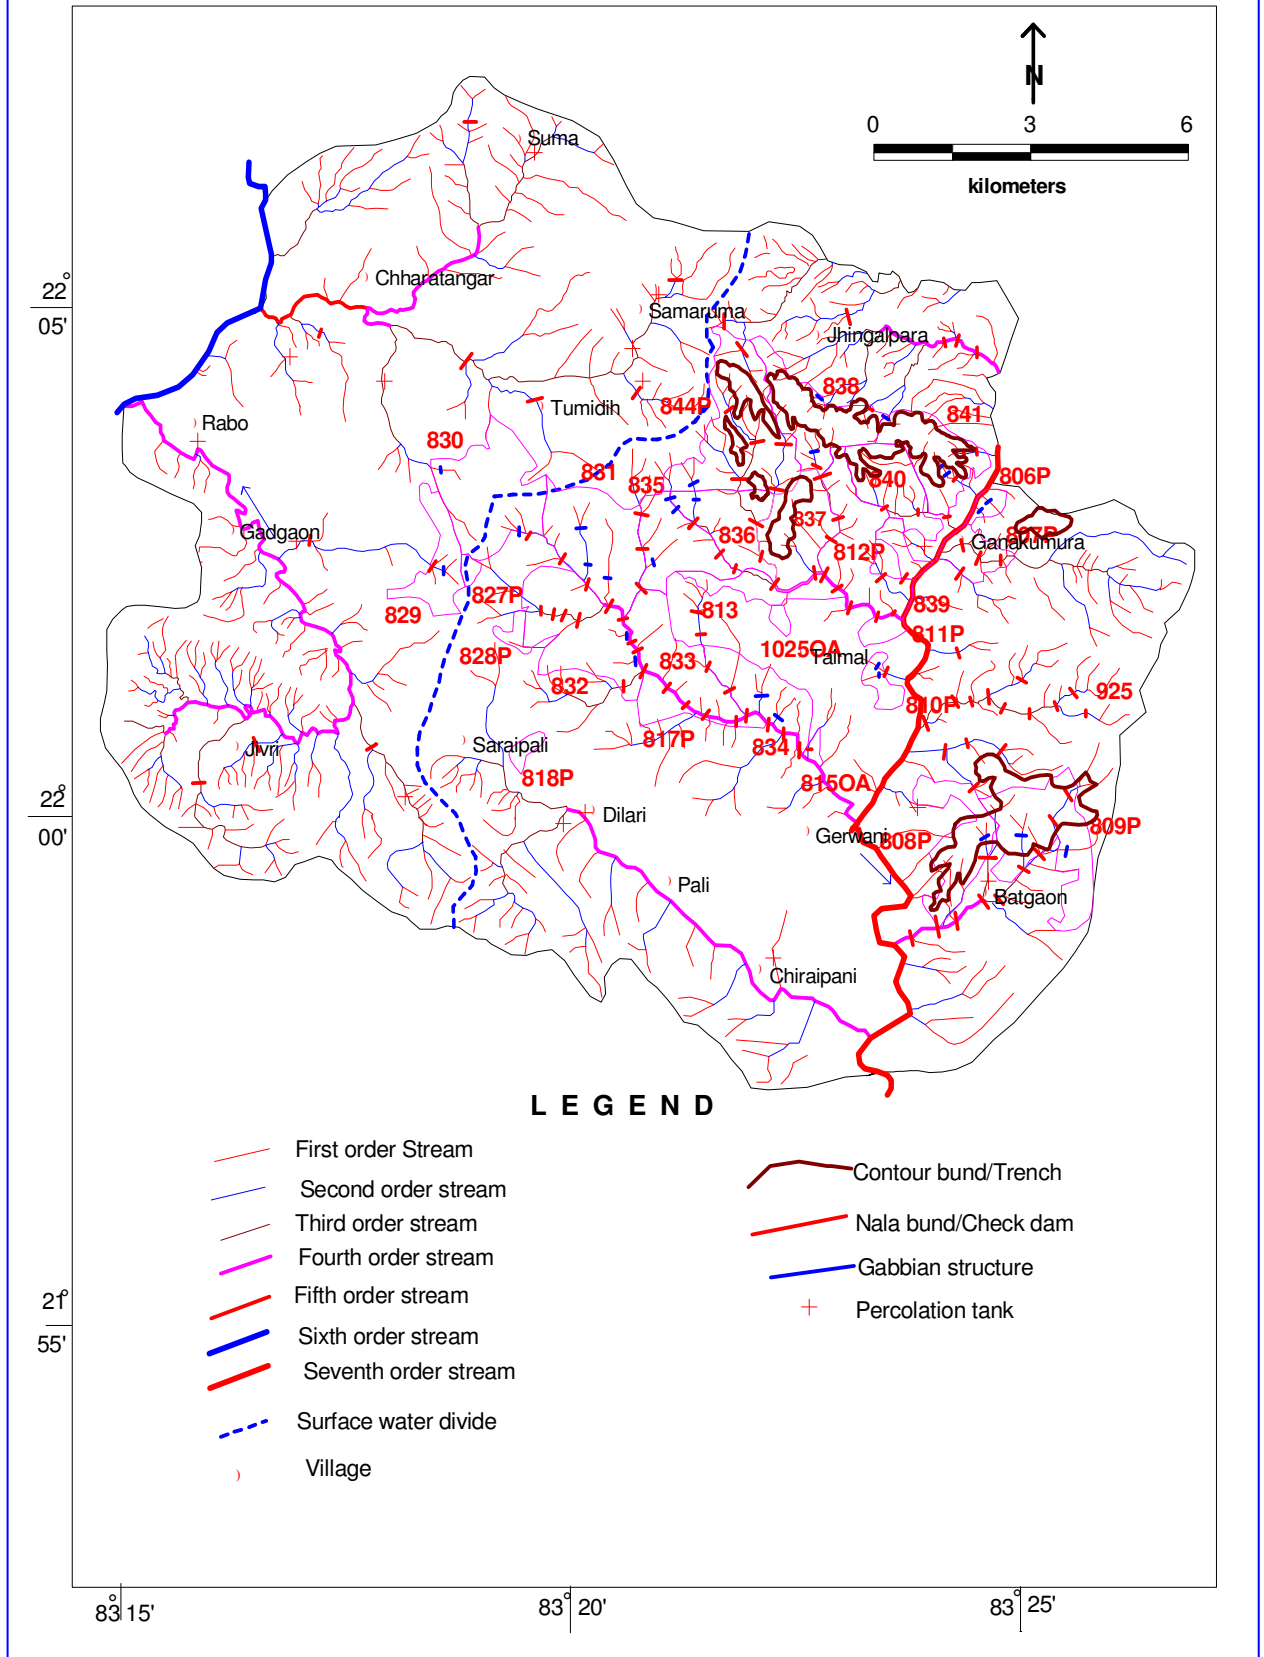 N
0 3 6
kilometers
Suma
Chharatangar
22°
05'
Samaruma
Jhingalpara
838
844P
Tumidih
841
Rabo
830
831
835
840
806P
837
836
Gadgaon
807P
Ganakumura
812P
827P
839
829
813
811P
1025OA
Talmal
828P
833
832
925
810P
817P
834
Jivri
Saraipali
818P
815OA
22°
00'
Dilari
809P
Gerwani
808P
Pali
Batgaon
Chiraipani
LEGEND
First order Stream
Second order stream
Third order stream
Fourth order stream
Fifth order stream
Sixth order stream
Seventh order stream
Surface water divide
Village
Contour bund/Trench
Nala bund/Check dam
Gabbian structure
Percolation tank
21°
55'
83° 15'
83° 20'
83° 25'